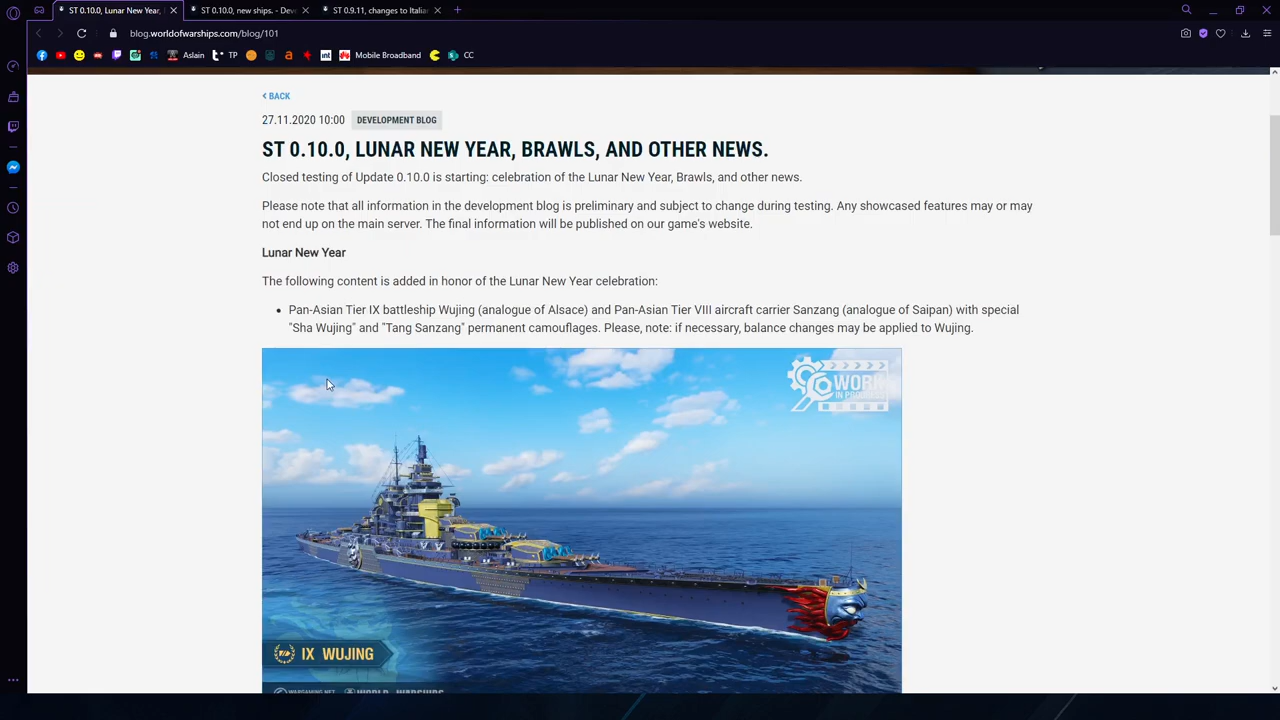 ST 0.10.0, Lunar New Year,
ST 0.10.0, new ships. - Deve
ST 0.9.11, changes to Italian
blog.worldofwarships.com/blog/101
Aslain
TP
int
Mobile Broadband
CC
BACK
27.11.2020 10:00 DEVELOPMENT BLOG
ST 0.10.0, LUNAR NEW YEAR, BRAWLS, AND OTHER NEWS.
Closed testing of Update 0.10.0 is starting: celebration of the Lunar New Year, Brawls, and other news.
Please note that all information in the development blog is preliminary and subject to change during testing. Any showcased features may or may
not end up on the main server. The final information will be published on our game's website.
Lunar New Year
The following content is added in honor of the Lunar New Year celebration:
• Pan-Asian Tier IX battleship Wujing (analogue of Alsace) and Pan-Asian Tier VIII aircraft carrier Sanzang (analogue of Saipan) with special
"Sha Wujing" and "Tang Sanzang" permanent camouflages. Please, note: if necessary, balance changes may be applied to Wujing.
WORK
IN PROGRESS
IX WUJING
WARGAMING.NET